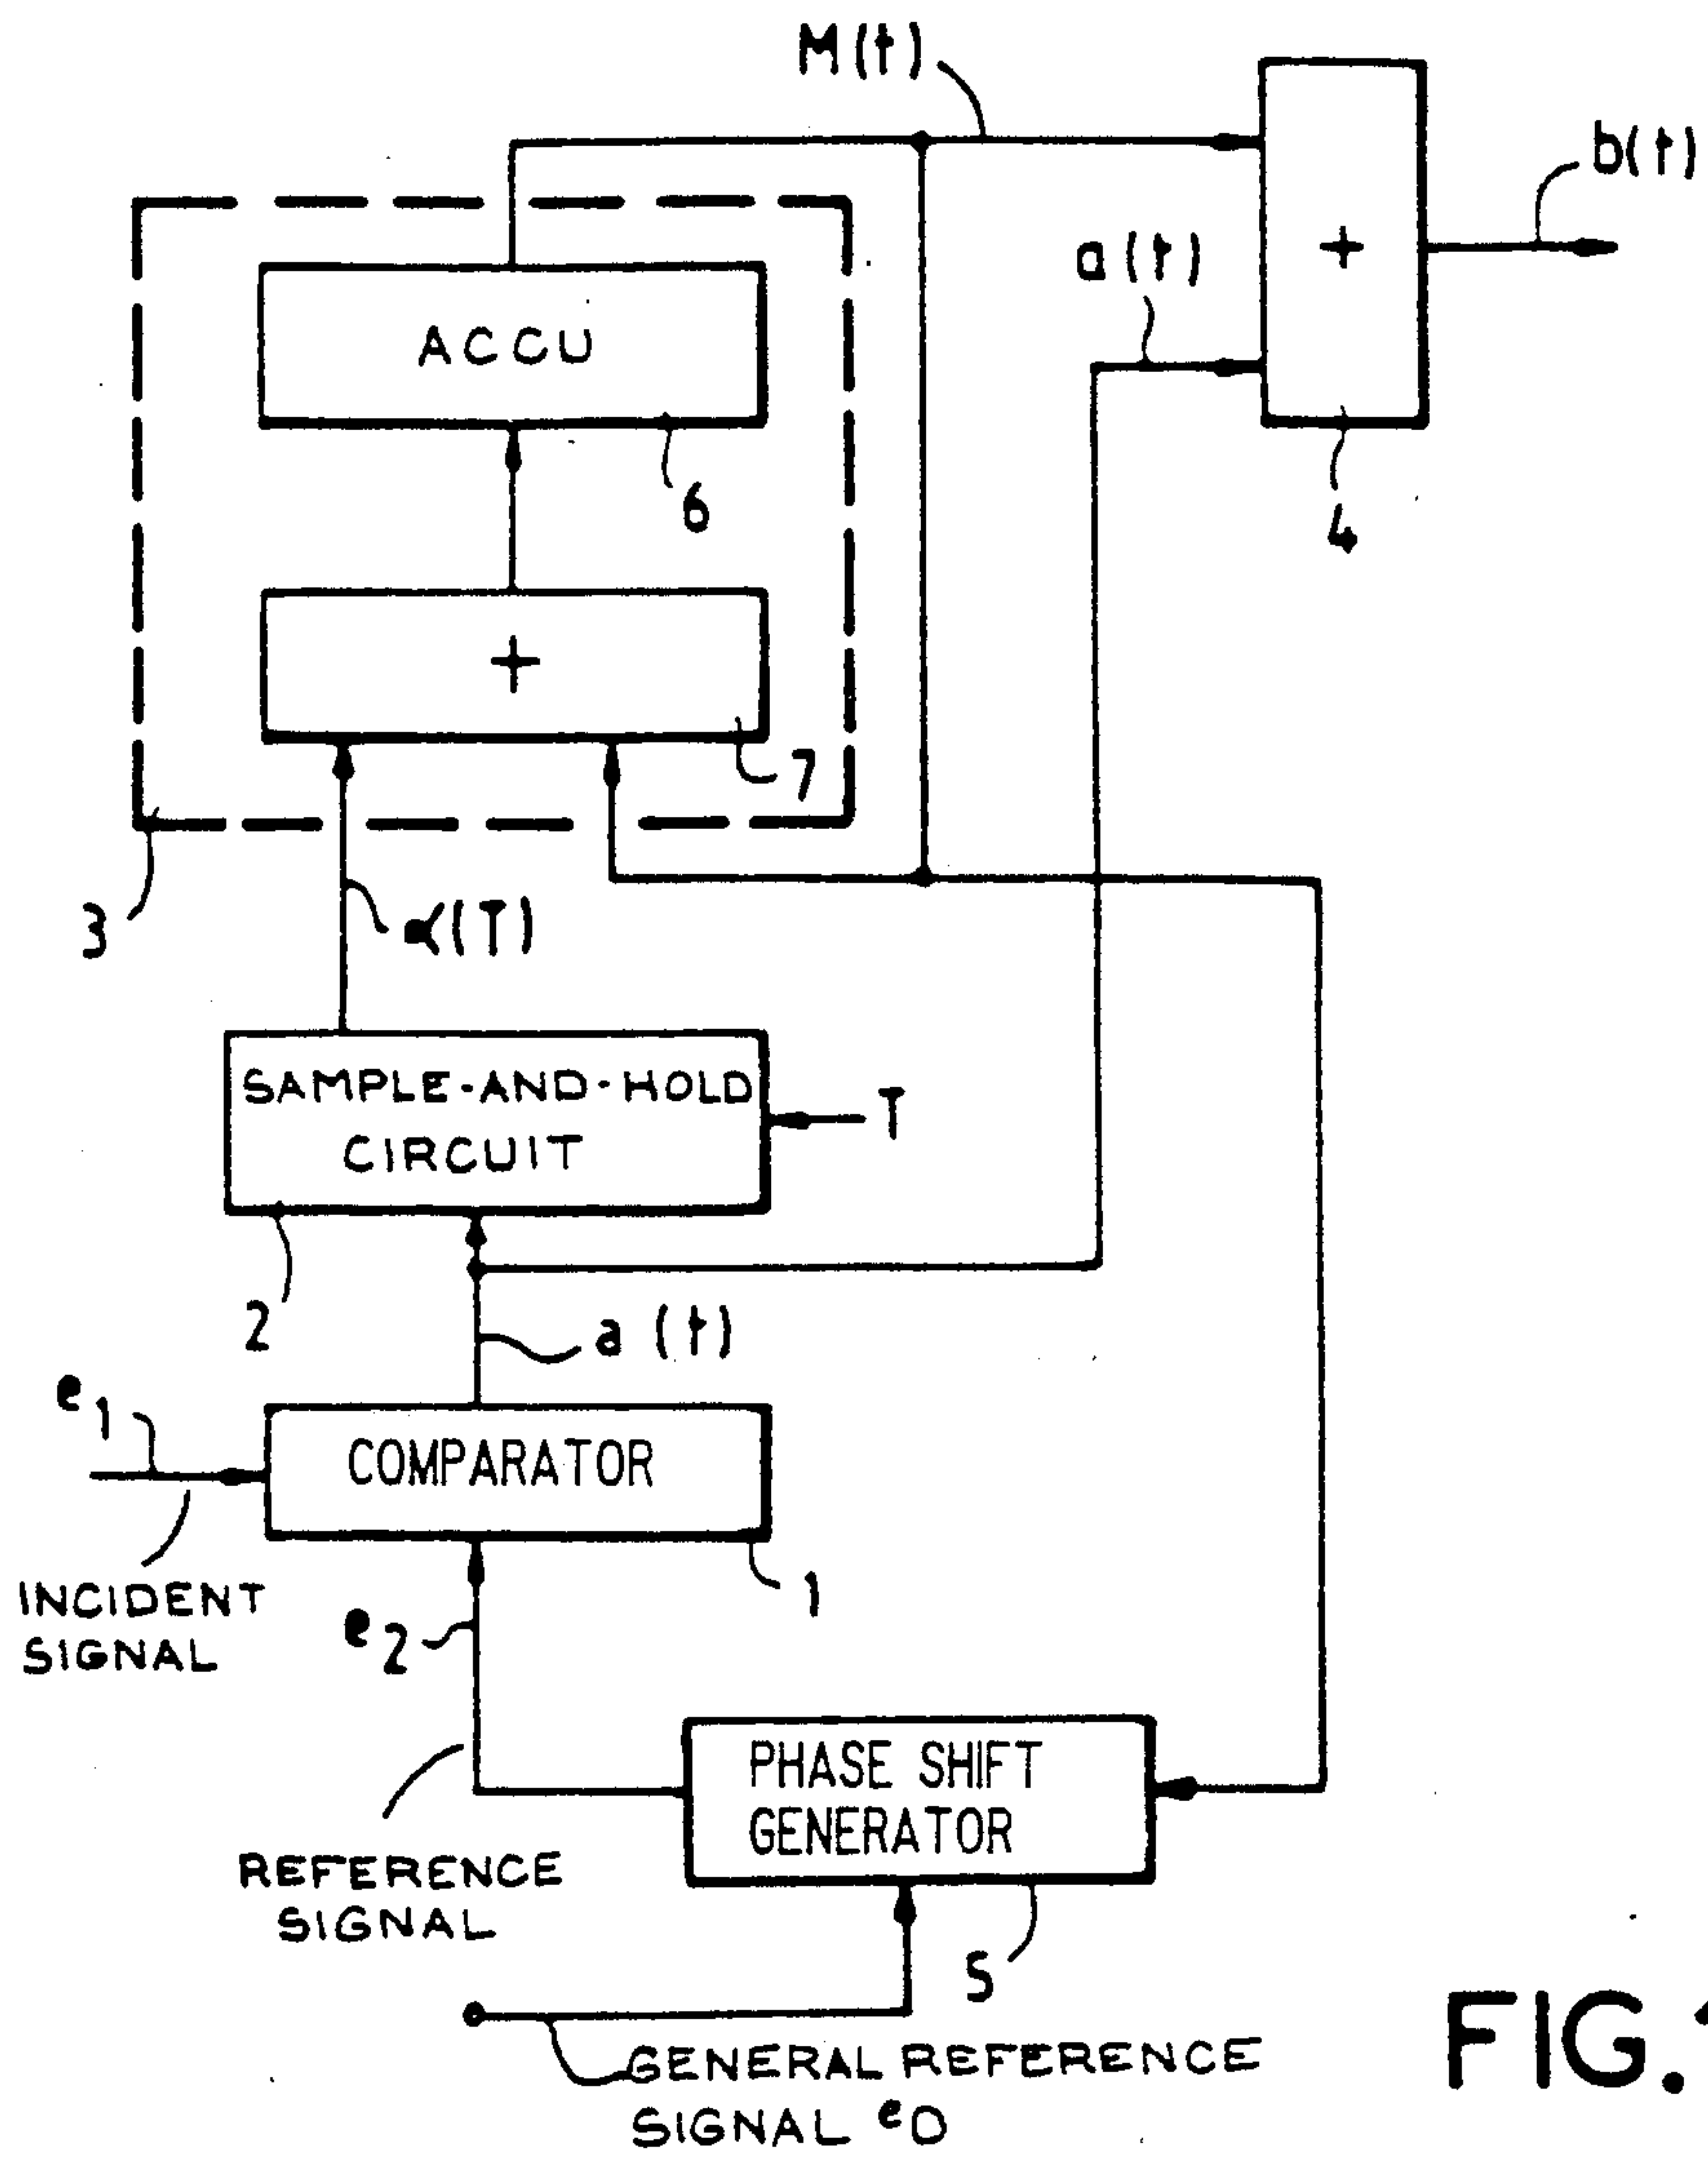 M(t)
b(t)
a(t)
+
ACCU
6
4
+
7
3
α(T)
SAMPLE-AND-HOLD
CIRCUIT
T
2
a (t)
e1
COMPARATOR
1
INCIDENT
SIGNAL
e2
PHASE SHIFT
GENERATOR
REFERENCE
SIGNAL
5
GENERAL REFERENCE
SIGNAL e0
FIG.